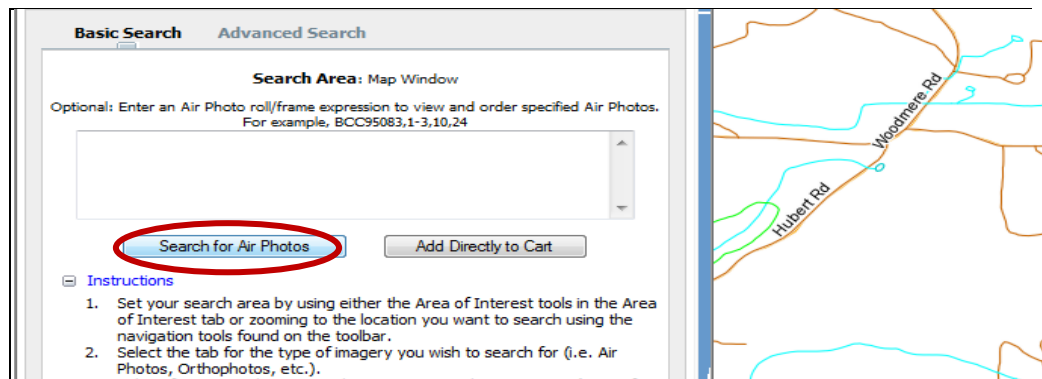 Basic Search Advanced Search
Search Area: Map Window
Optional: Enter an Air Photo roll/frame expression to view and order specified Air Photos.
For example, BCC95083,1-3,10,24
Search for Air Photos Add Directly to Cart
Instructions
1. Set your search area by using either the Area of Interest tools in the Area
of Interest tab or zooming to the location you want to search using the
navigation tools found on the toolbar.
2. Select the tab for the type of imagery you wish to search for (i.e. Air
Photos, Orthophotos, etc.).
Woodmere Rd
Hubert Rd